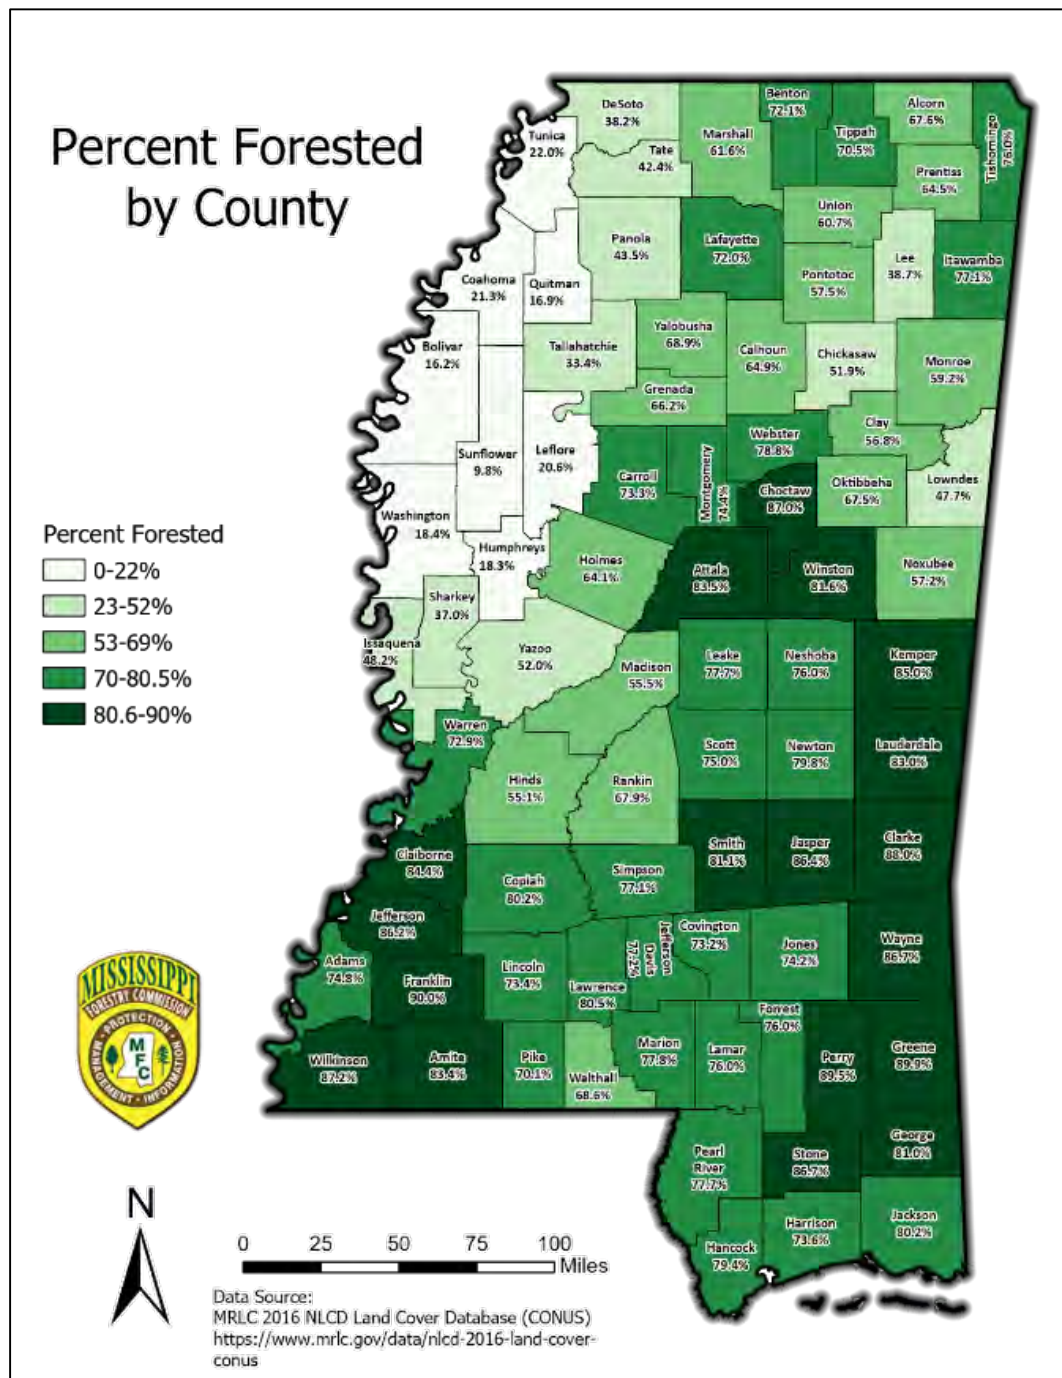 Percent Forested
by County
DeSoto
38.2%
Tunica
22.0%
Tate
42.4%
Marshall
61.6%
Benton
72.1%
Tippah
70.5%
Alcorn
67.6%
Tishomingo
76.0%
Prentiss
64.5%
Union
60.7%
Panola
43.5%
Lafayette
72.0%
Pontotoc
57.5%
Lee
38.7%
Itawamba
77.1%
Coahoma
21.3%
Quitman
16.9%
Bolivar
16.2%
Tallahatchie
33.4%
Yalobusha
68.9%
Calhoun
64.9%
Chickasaw
51.9%
Monroe
59.2%
Grenada
66.2%
Clay
56.8%
Webster
78.8%
Sunflower
9.8%
Leflore
20.6%
Carroll
73.3%
Montgomery
74.4%
Choctaw
87.0%
Oktibbeha
67.5%
Lowndes
47.7%
Washington
18.4%
Humphreys
18.3%
Holmes
64.1%
Attala
83.5%
Winston
81.6%
Noxubee
57.2%
Sharkey
37.0%
Issaquena
48.2%
Yazoo
52.0%
Madison
55.5%
Leake
77.7%
Neshoba
76.0%
Kemper
85.0%
Warren
72.9%
Hinds
55.1%
Rankin
67.9%
Scott
75.0%
Newton
79.8%
Lauderdale
83.0%
Claiborne
84.4%
Copiah
80.2%
Simpson
77.1%
Smith
81.1%
Jasper
86.4%
Clarke
88.0%
Jefferson
86.2%
Adams
74.8%
Franklin
90.0%
Lincoln
73.4%
Lawrence
80.5%
Jefferson
Davis
77.2%
Covington
73.2%
Jones
74.2%
Wayne
86.7%
Wilkinson
87.2%
Amite
83.4%
Pike
70.1%
Walthall
68.6%
Marion
77.8%
Lamar
76.0%
Forrest
76.0%
Perry
89.5%
Greene
89.9%
Pearl
River
77.7%
Stone
86.7%
George
81.0%
Hancock
79.4%
Harrison
73.6%
Jackson
80.2%
Percent Forested
0-22%
23-52%
53-69%
70-80.5%
80.6-90%
MISSISSIPPI
FORESTRY COMMISSION
PROTECTION
MANAGEMENT · INFORMATION
M
F
C
N
0 25 50 75 100
Miles
Data Source:
MRLC 2016 NLCD Land Cover Database (CONUS)
https://www.mrlc.gov/data/nlcd-2016-land-cover-
conus